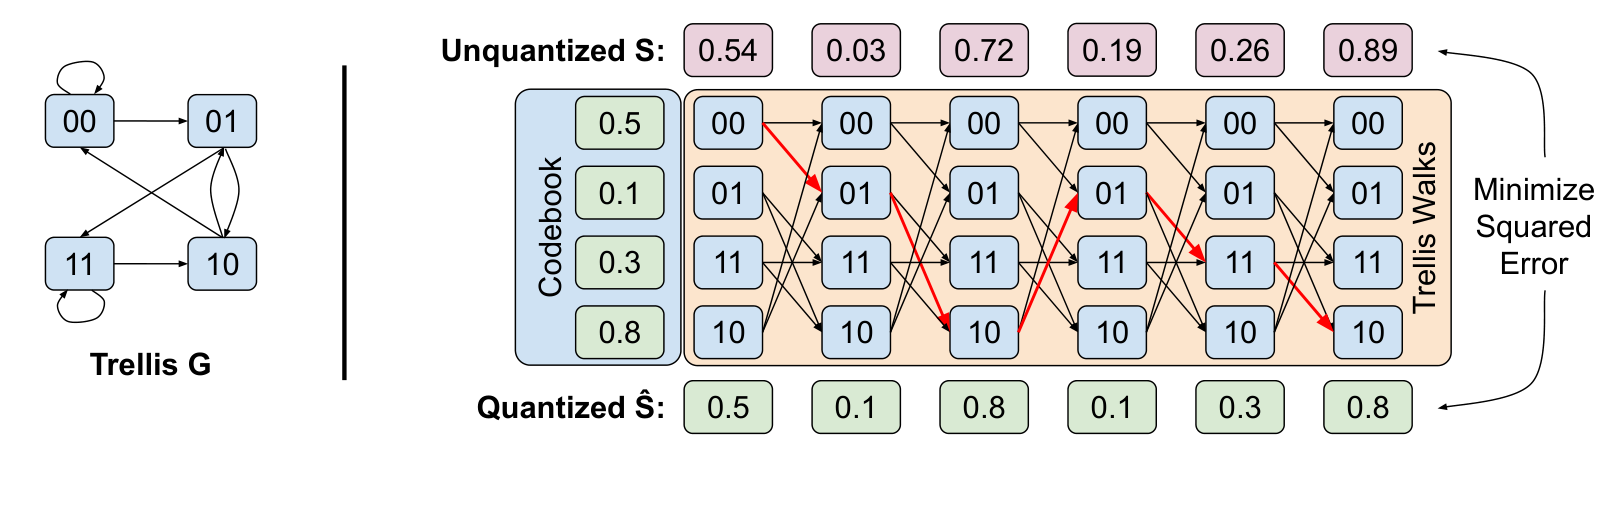 Unquantized S: 0.54 0.03 0.72 0.19 0.26 0.89
00 01
11 10
Trellis G
Codebook
0.5 00 00 00 00 00 00
0.1 01 01 01 01 01 01
0.3 11 11 11 11 11 11
0.8 10 10 10 10 10 10
Trellis Walks
Minimize
Squared
Error
Quantized Ŝ: 0.5 0.1 0.8 0.1 0.3 0.8